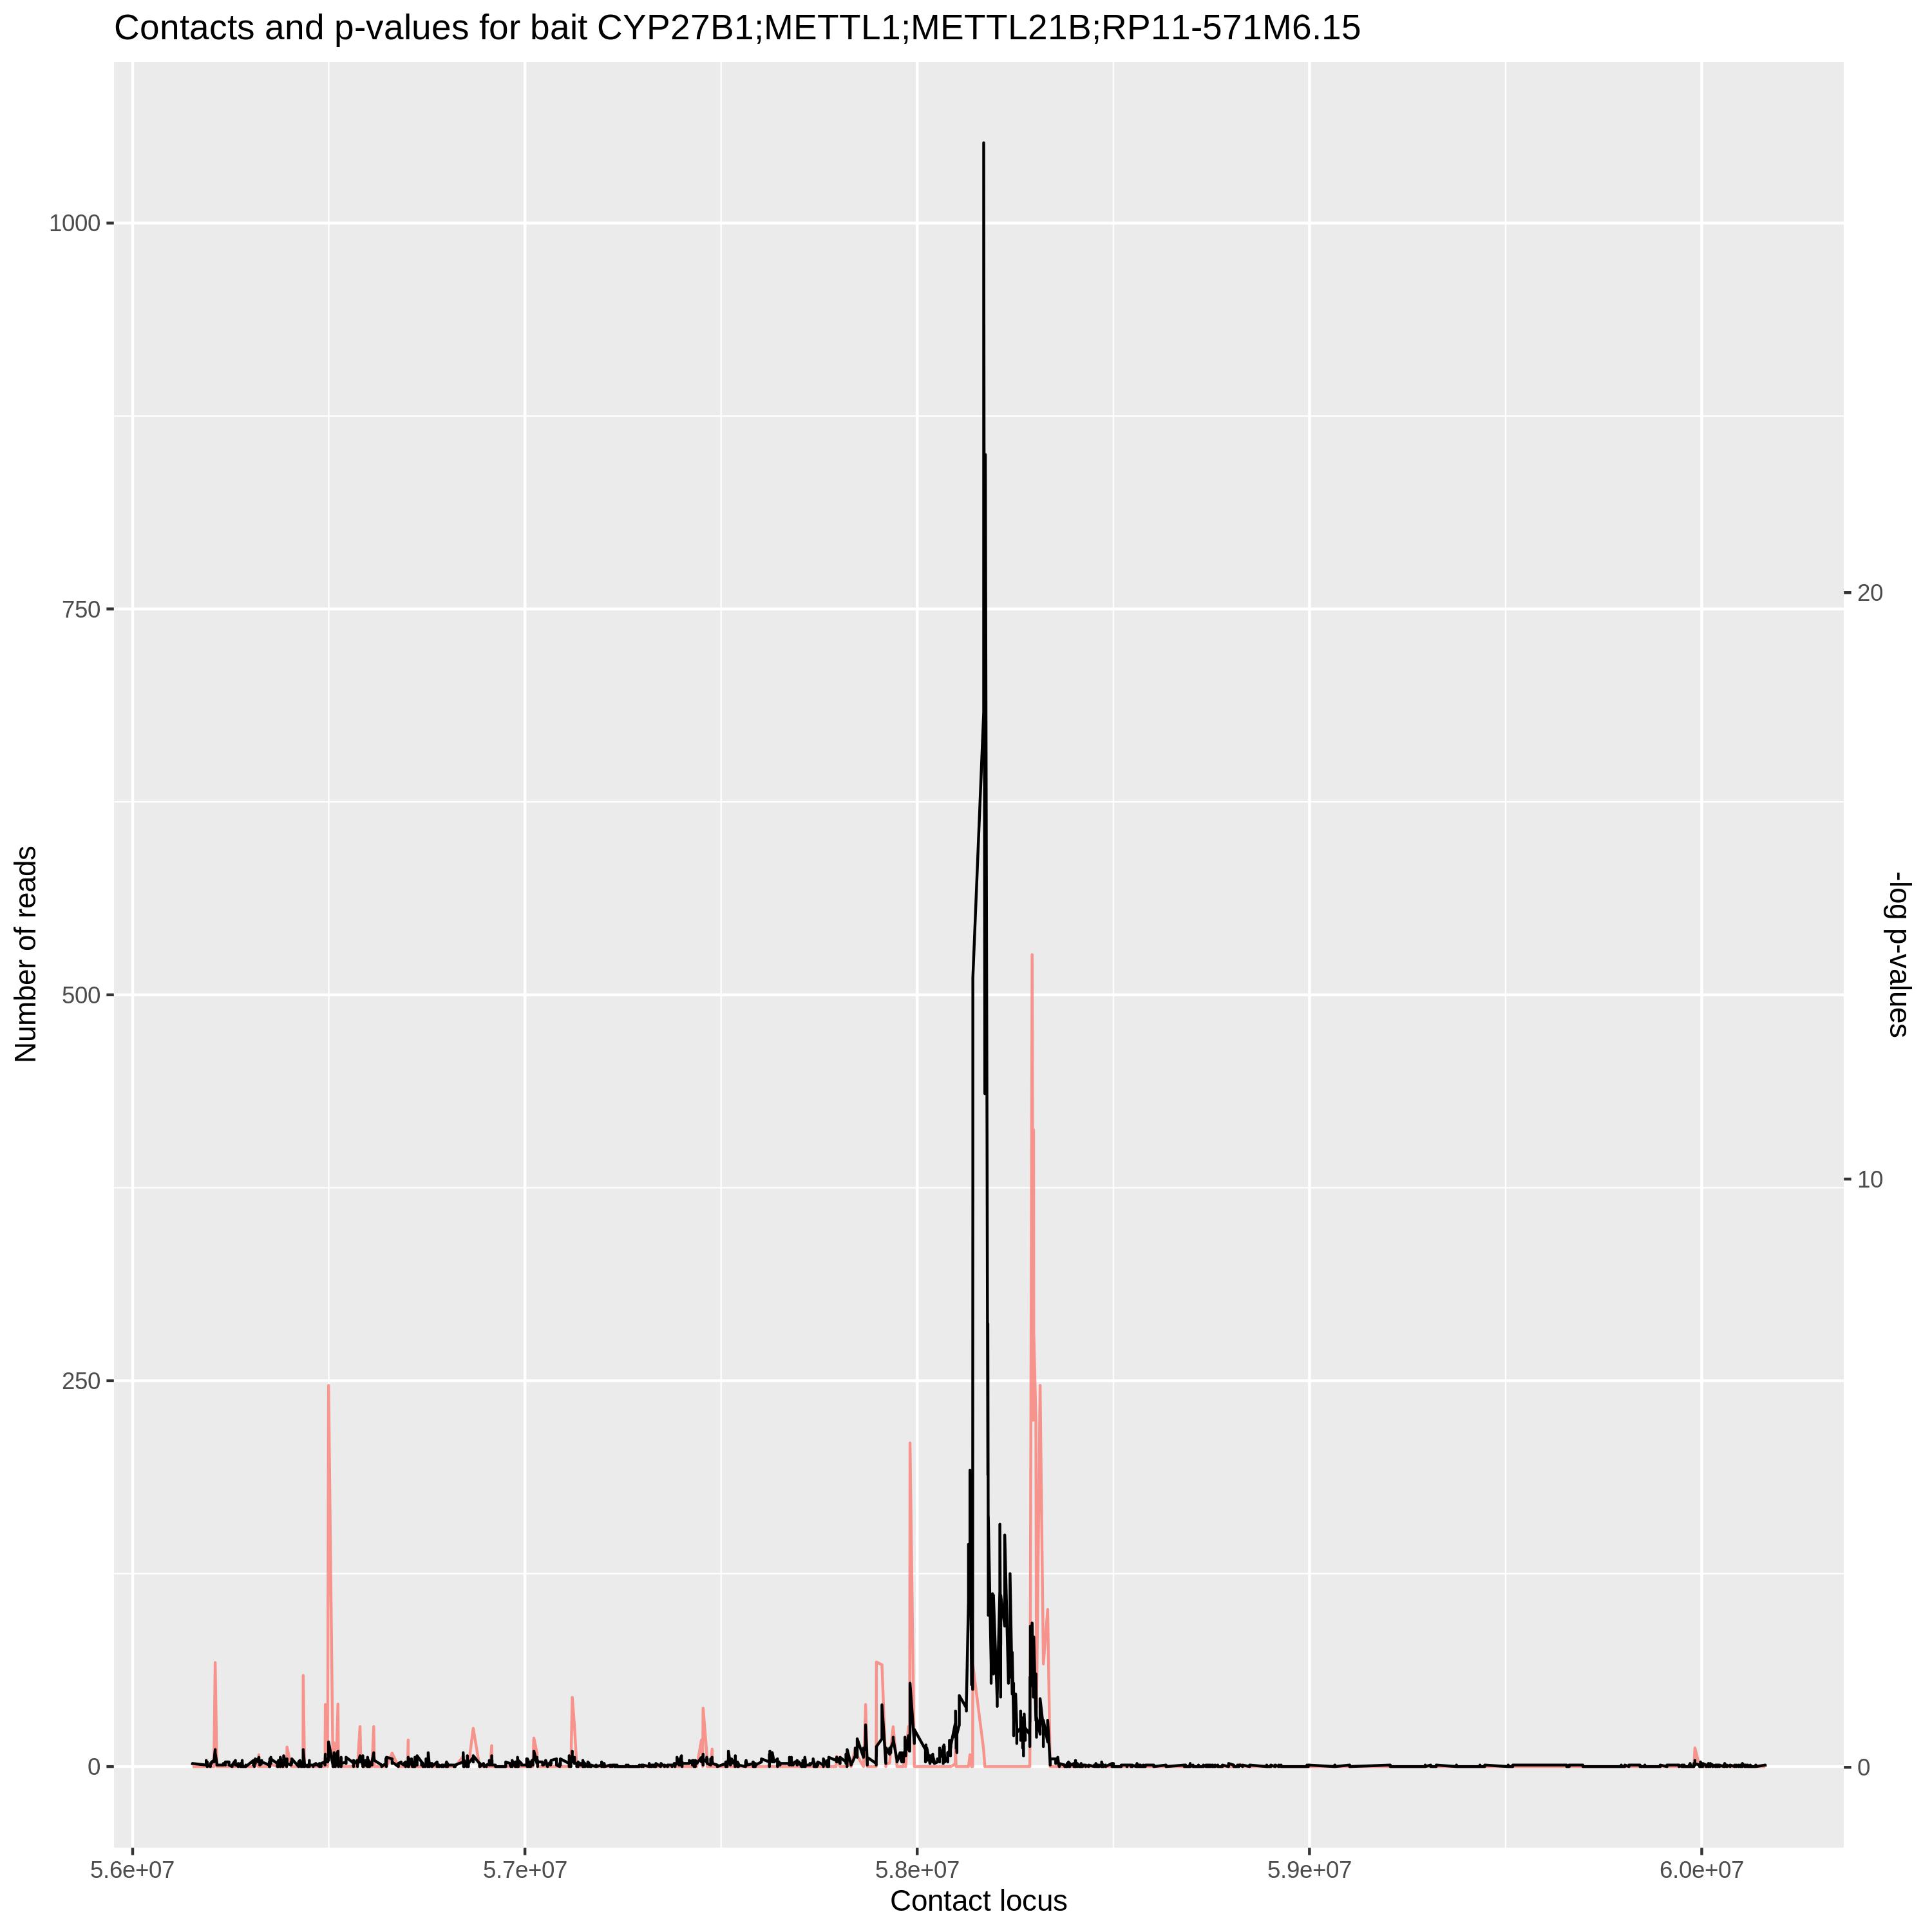 Contacts and p-values for bait CYP27B1;METTL1;METTL21B;RP11-571M6.15
1000
750
500
250
0
Number of reads
20
10
0
-log p-values
5.6e+07
5.7e+07
5.8e+07
5.9e+07
6.0e+07
Contact locus